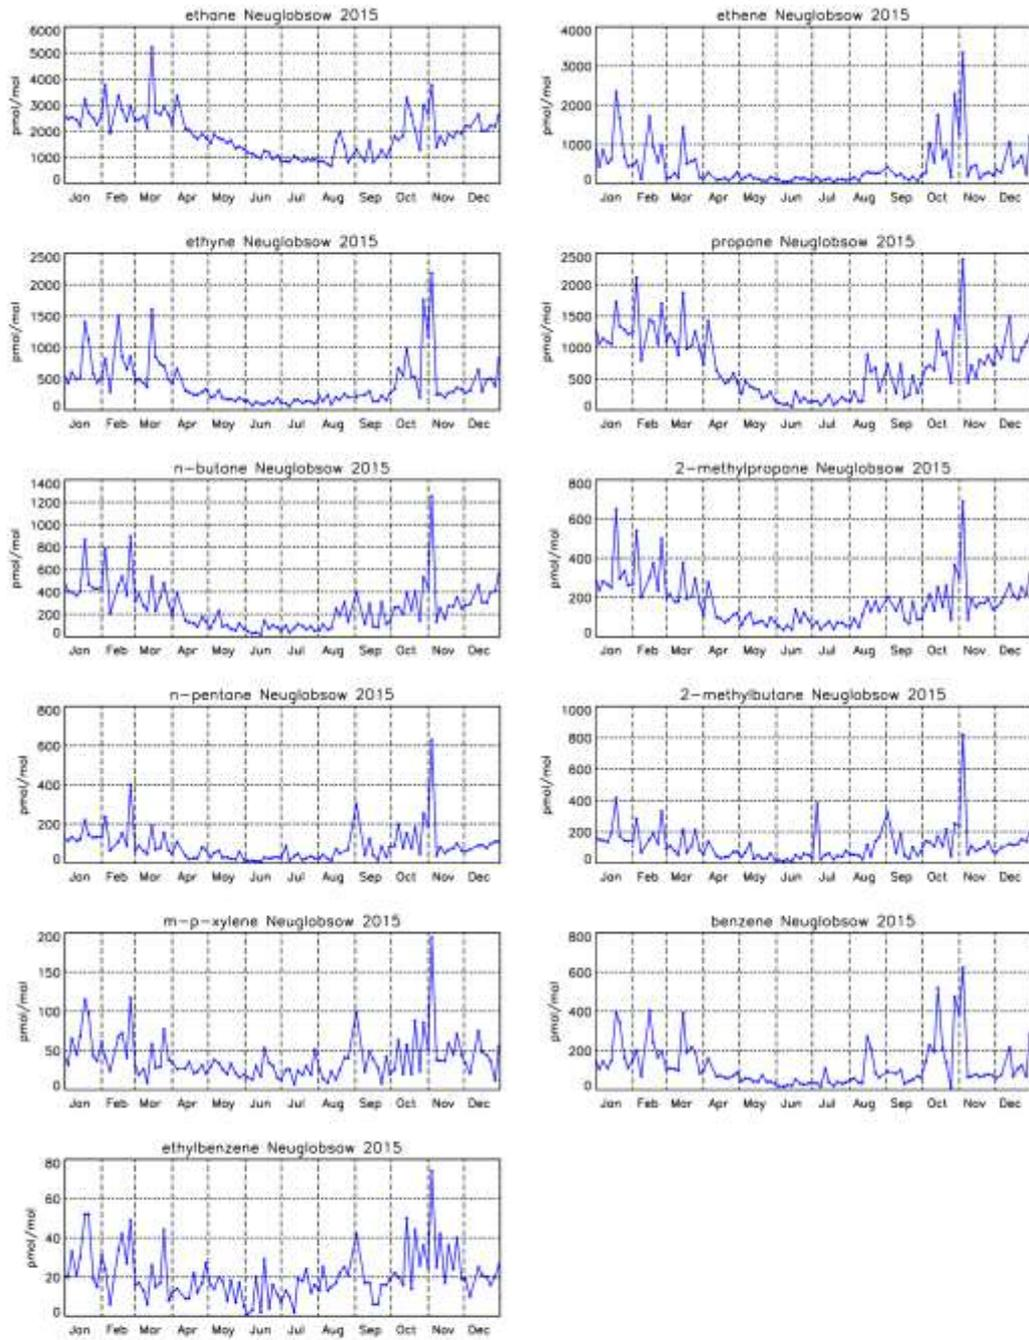 ethane Neuglobsow 2015
6000
5000
4000
3000
2000
1000
0
pmol/mol
Jan Feb Mar Apr May Jun Jul Aug Sep Oct Nov Dec
ethene Neuglobsow 2015
4000
3000
2000
1000
0
pmol/mol
Jan Feb Mar Apr May Jun Jul Aug Sep Oct Nov Dec
ethyne Neuglobsow 2015
2500
2000
1500
1000
500
0
pmol/mol
Jan Feb Mar Apr May Jun Jul Aug Sep Oct Nov Dec
propane Neuglobsow 2015
2500
2000
1500
1000
500
0
pmol/mol
Jan Feb Mar Apr May Jun Jul Aug Sep Oct Nov Dec
n-butane Neuglobsow 2015
1400
1200
1000
800
600
400
200
0
pmol/mol
Jan Feb Mar Apr May Jun Jul Aug Sep Oct Nov Dec
2-methylpropane Neuglobsow 2015
800
600
400
200
0
pmol/mol
Jan Feb Mar Apr May Jun Jul Aug Sep Oct Nov Dec
n-pentane Neuglobsow 2015
800
600
400
200
0
pmol/mol
Jan Feb Mar Apr May Jun Jul Aug Sep Oct Nov Dec
2-methylbutane Neuglobsow 2015
1000
800
600
400
200
0
pmol/mol
Jan Feb Mar Apr May Jun Jul Aug Sep Oct Nov Dec
m-p-xylene Neuglobsow 2015
200
150
100
50
0
pmol/mol
Jan Feb Mar Apr May Jun Jul Aug Sep Oct Nov Dec
benzene Neuglobsow 2015
800
600
400
200
0
pmol/mol
Jan Feb Mar Apr May Jun Jul Aug Sep Oct Nov Dec
ethylbenzene Neuglobsow 2015
80
60
40
20
0
pmol/mol
Jan Feb Mar Apr May Jun Jul Aug Sep Oct Nov Dec